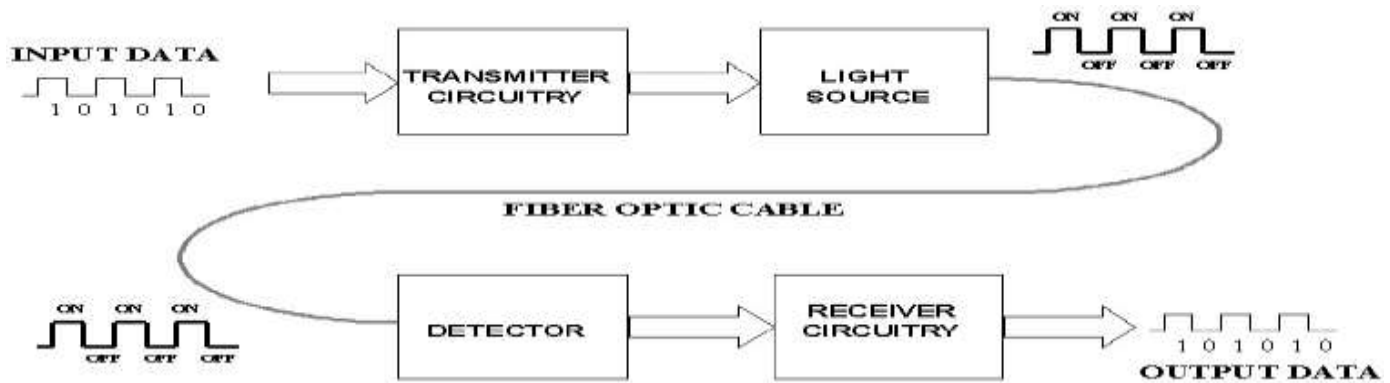 ON ON ON
OFF OFF OFF
INPUT DATA
1 0 1 0 1 0
TRANSMITTER
CIRCUITRY
LIGHT
SOURCE
FIBER OPTIC CABLE
ON ON ON
OFF OFF OFF
DETECTOR
RECEIVER
CIRCUITRY
1 0 1 0 1 0
OUTPUT DATA